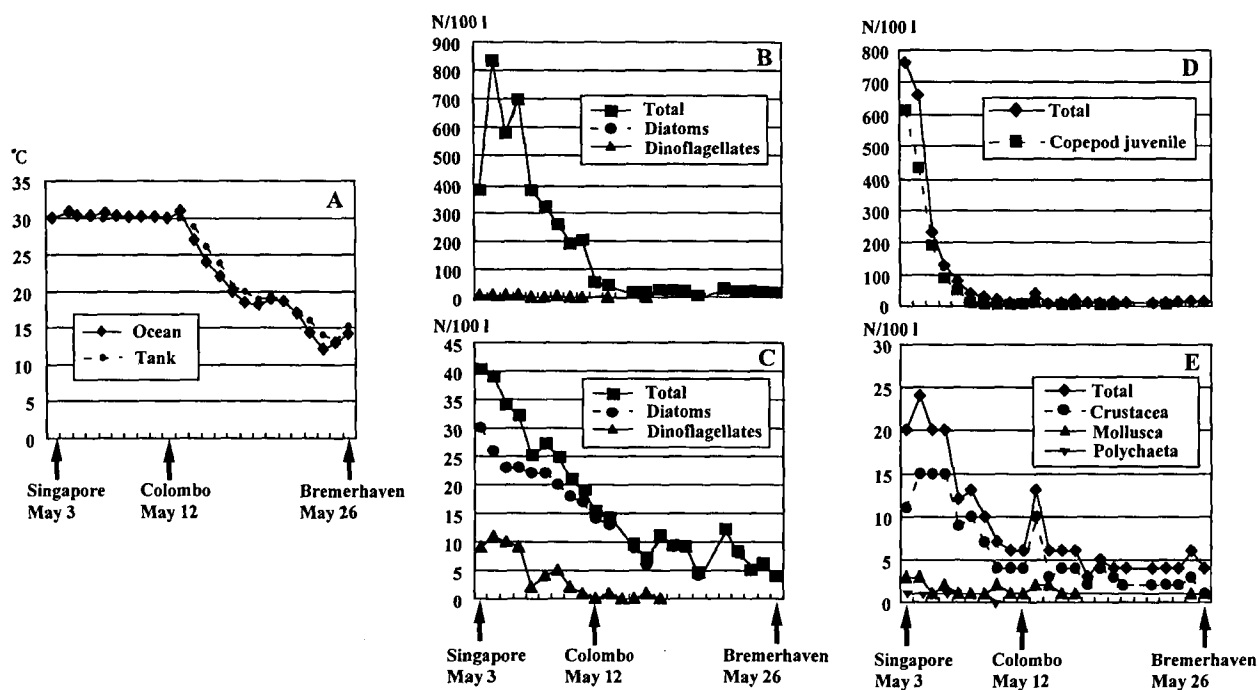 °C
35
30
25
20
15
10
5
0
A
Ocean
Tank
Singapore
May 3
Colombo
May 12
Bremerhaven
May 26
N/100 l
900
800
700
600
500
400
300
200
100
0
B
Total
Diatoms
Dinoflagellates
N/100 l
45
40
35
30
25
20
15
10
5
0
C
Total
Diatoms
Dinoflagellates
Singapore
May 3
Colombo
May 12
Bremerhaven
May 26
N/100 l
800
700
600
500
400
300
200
100
0
D
Total
Copepod juvenile
N/100 l
30
25
20
15
10
5
0
E
Total
Crustacea
Mollusca
Polychaeta
Singapore
May 3
Colombo
May 12
Bremerhaven
May 26